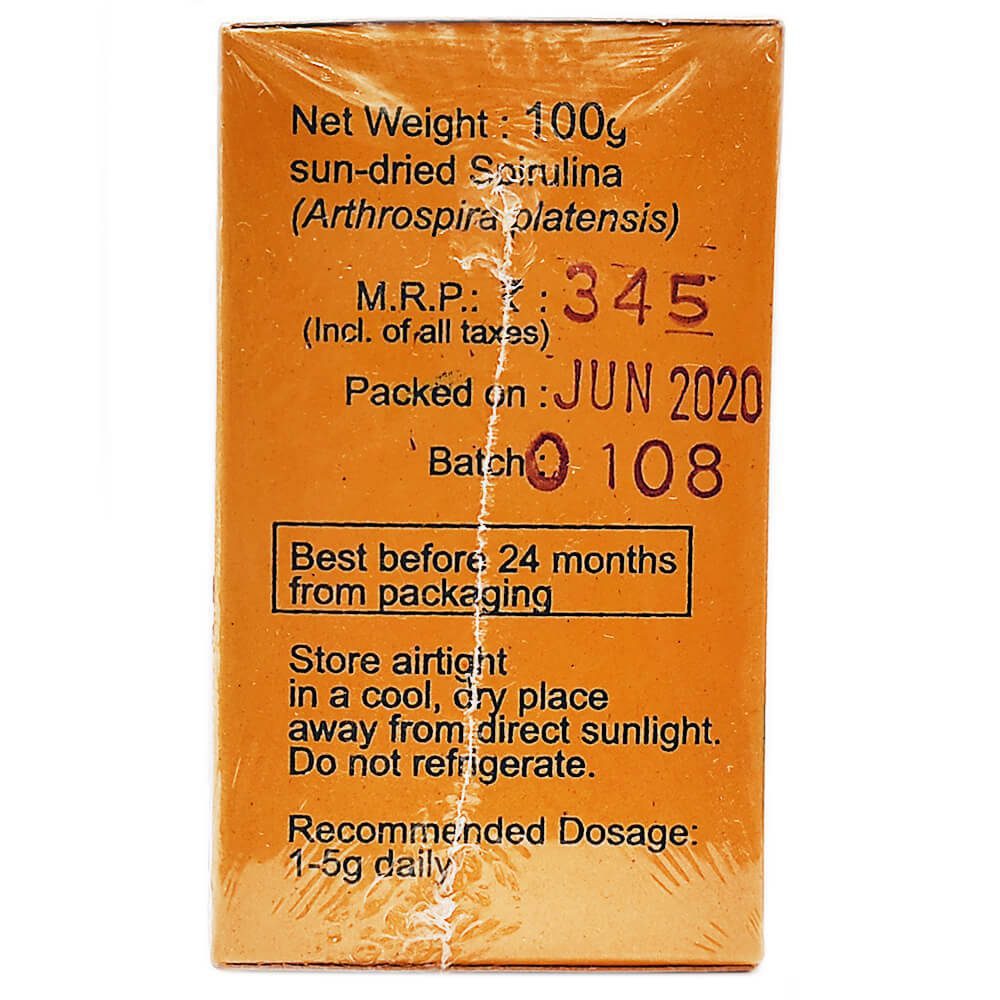 Net Weight : 100g
sun-dried Spirulina
(Arthrospira platensis)
M.R.P.: ₹ : 345
(Incl. of all taxes)
Packed on : JUN 2020
Batch : 0 108
Best before 24 months
from packaging
Store airtight
in a cool, dry place
away from direct sunlight.
Do not refrigerate.
Recommended Dosage:
1-5g daily